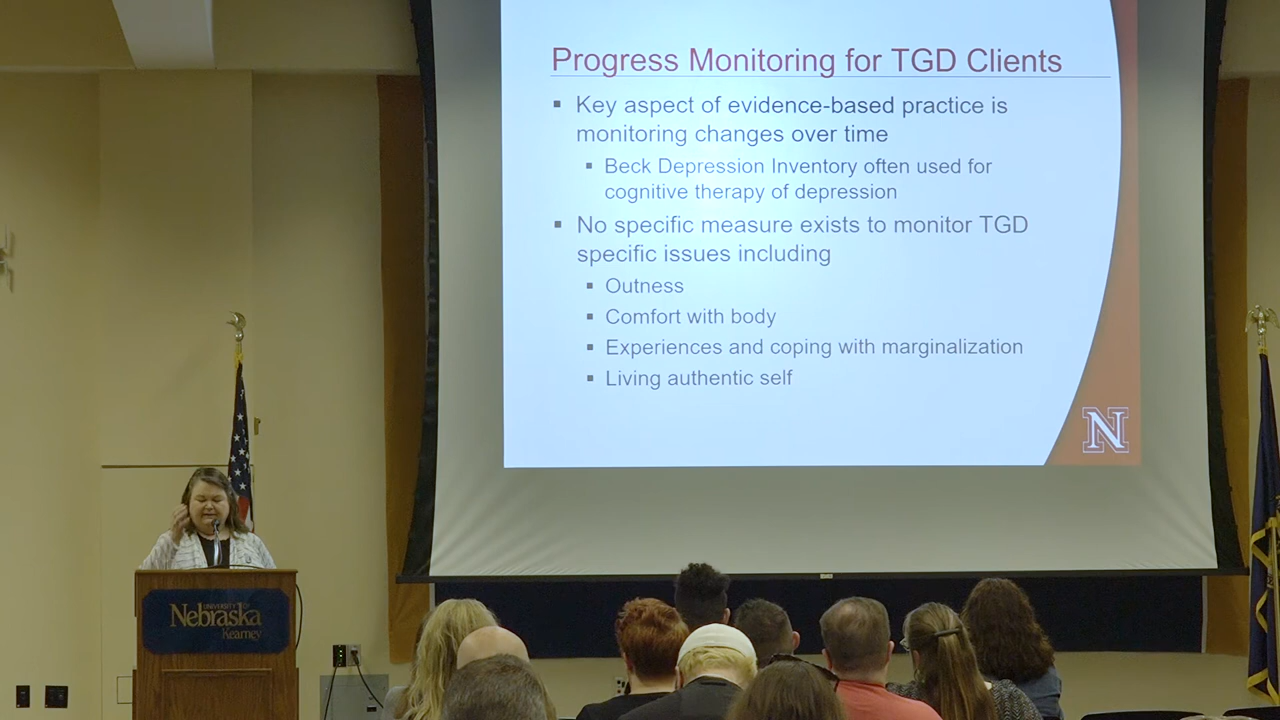 Progress Monitoring for TGD Clients
▪ Key aspect of evidence-based practice is
monitoring changes over time
▪ Beck Depression Inventory often used for
cognitive therapy of depression
▪ No specific measure exists to monitor TGD
specific issues including
▪ Outness
▪ Comfort with body
▪ Experiences and coping with marginalization
▪ Living authentic self
N
UNIVERSITY OF
Nebraska
Kearney